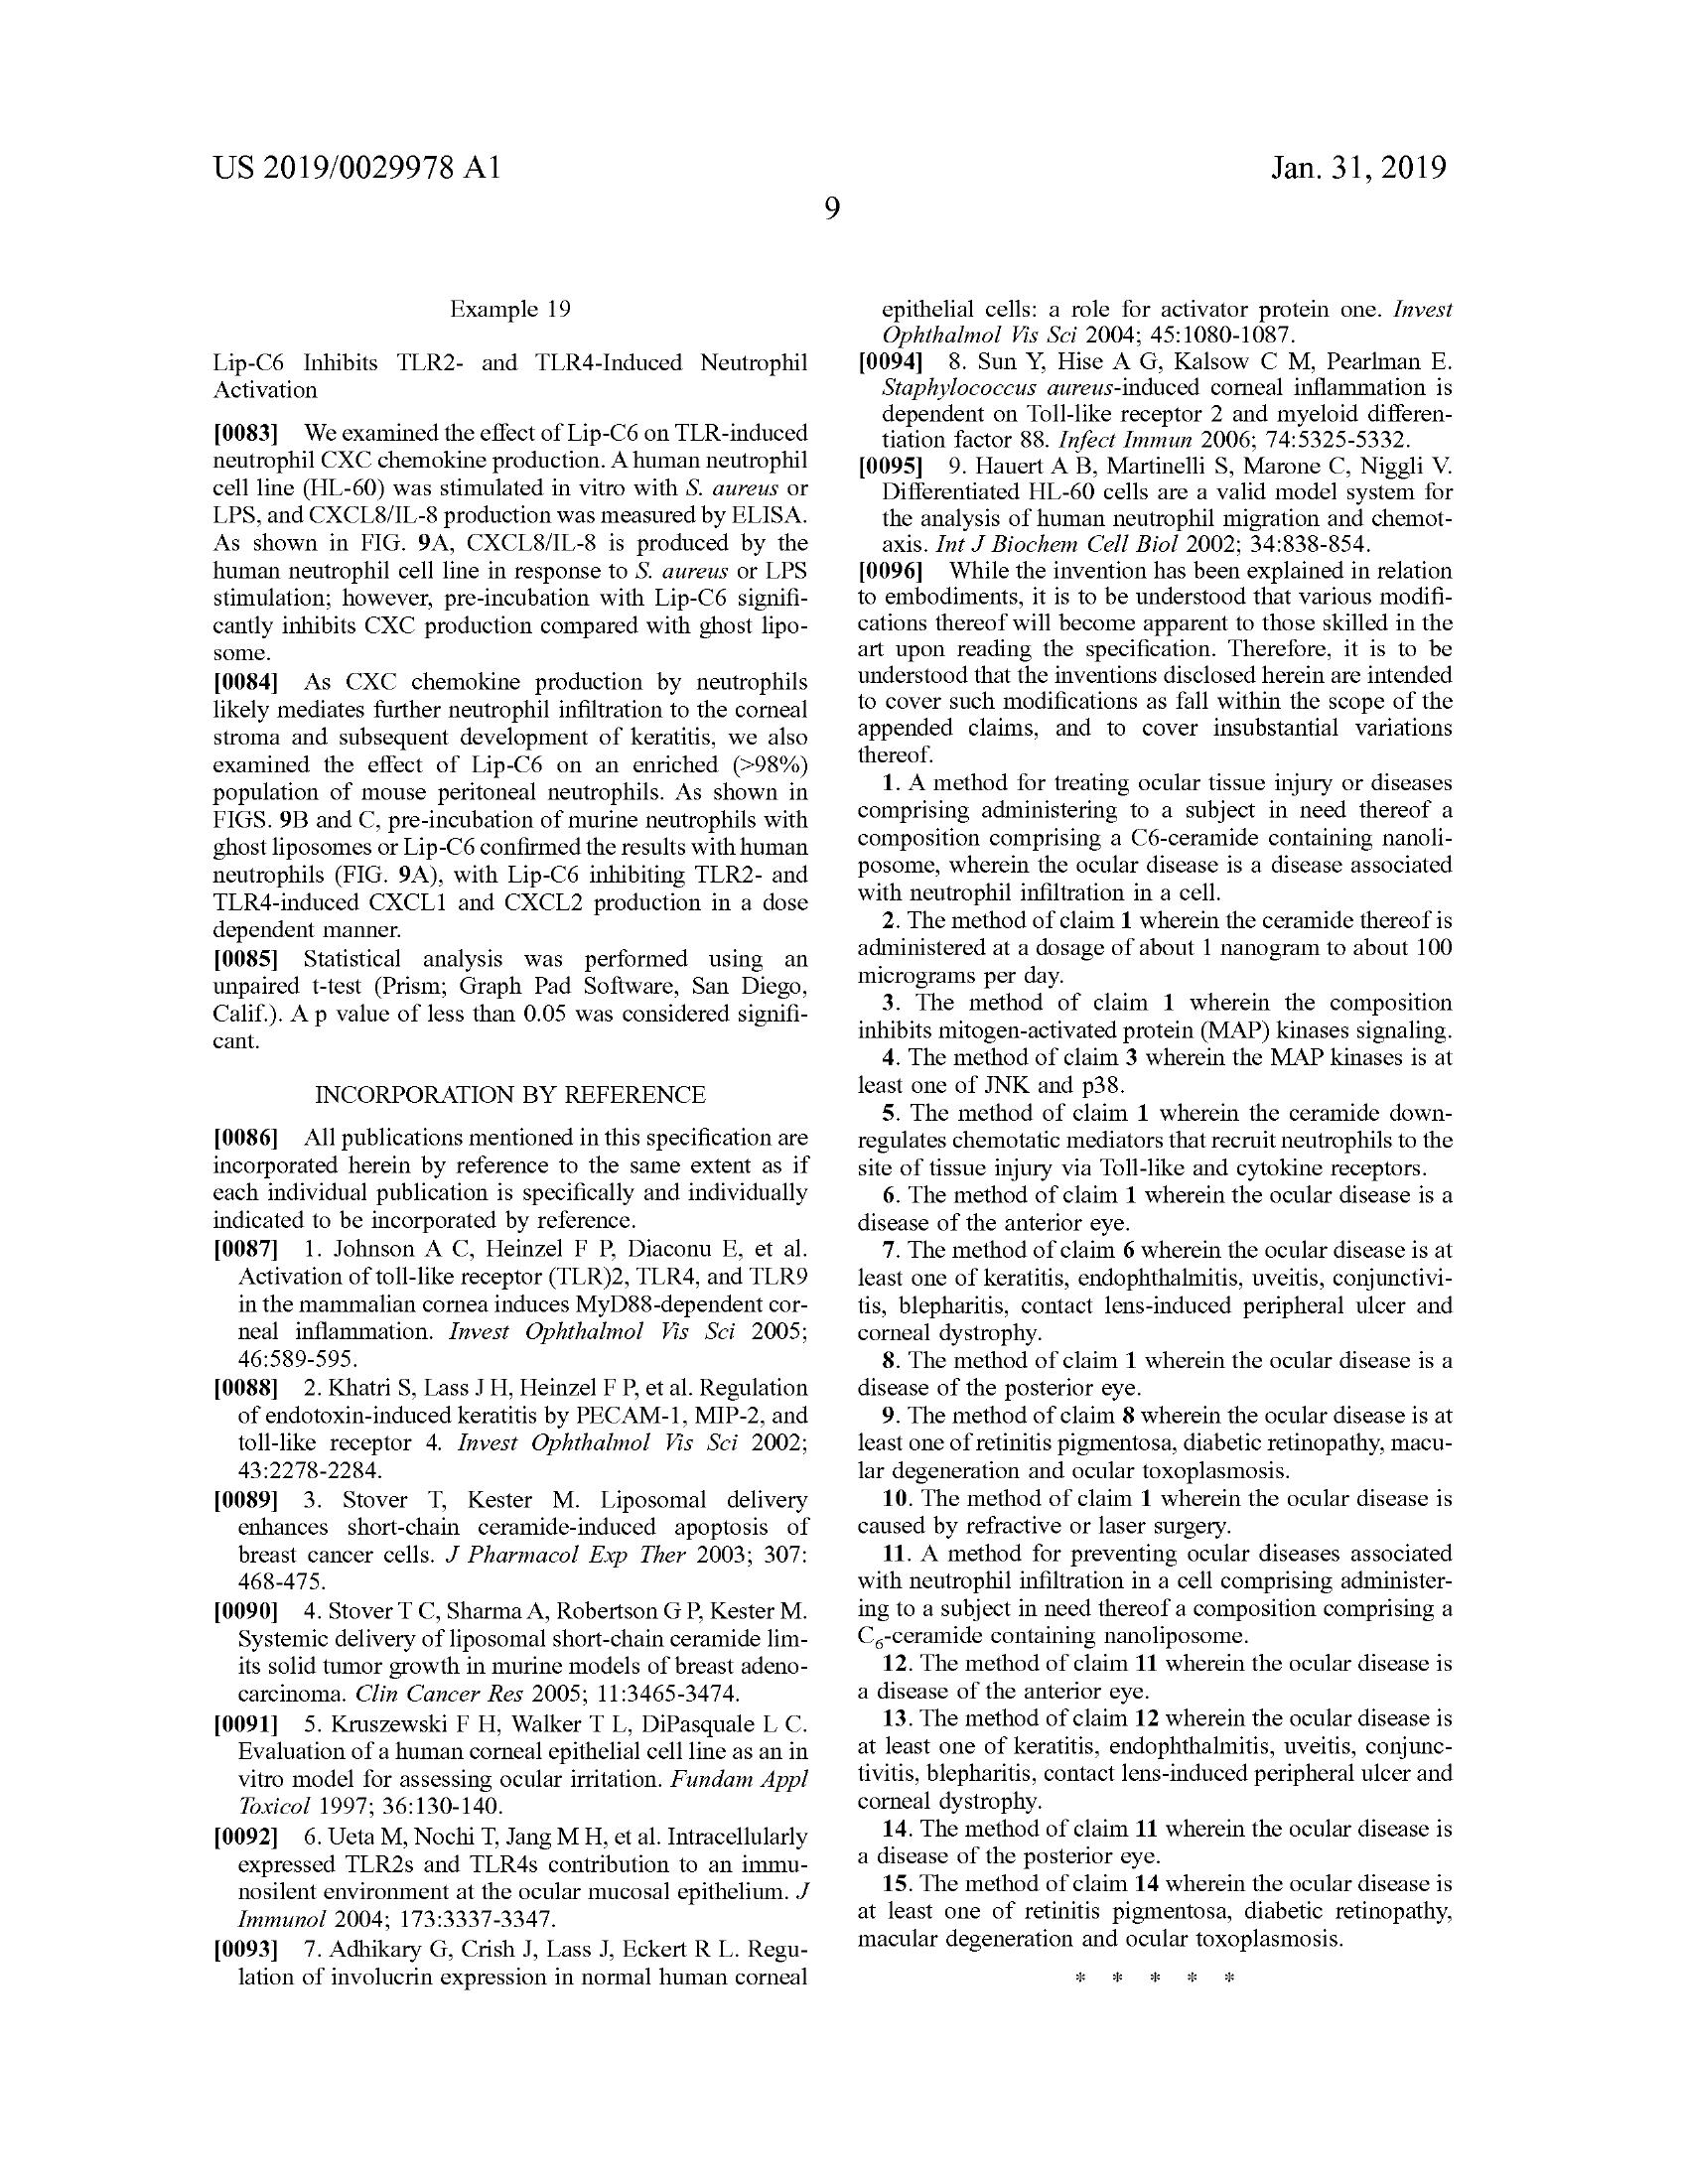 US 2019/0029978 A1
Jan. 31, 2019
9
Example 19
Lip-C6 Inhibits TLR2- and TLR4-Induced Neutrophil
Activation
[0083] We examined the effect of Lip-C6 on TLR-induced
neutrophil CXC chemokine production. A human neutrophil
cell line (HL-60) was stimulated in vitro with S. aureus or
LPS, and CXCL8/IL-8 production was measured by ELISA.
As shown in FIG. 9A, CXCL8/IL-8 is produced by the
human neutrophil cell line in response to S. aureus or LPS
stimulation; however, pre-incubation with Lip-C6 signifi-
cantly inhibits CXC production compared with ghost lipo-
some.
[0084] As CXC chemokine production by neutrophils
likely mediates further neutrophil infiltration to the corneal
stroma and subsequent development of keratitis, we also
examined the effect of Lip-C6 on an enriched (>98%)
population of mouse peritoneal neutrophils. As shown in
FIGS. 9B and C, pre-incubation of murine neutrophils with
ghost liposomes or Lip-C6 confirmed the results with human
neutrophils (FIG. 9A), with Lip-C6 inhibiting TLR2- and
TLR4-induced CXCL1 and CXCL2 production in a dose
dependent manner.
[0085] Statistical analysis was performed using an
unpaired t-test (Prism; Graph Pad Software, San Diego,
Calif.). A p value of less than 0.05 was considered signifi-
cant.
INCORPORATION BY REFERENCE
[0086] All publications mentioned in this specification are
incorporated herein by reference to the same extent as if
each individual publication is specifically and individually
indicated to be incorporated by reference.
[0087] 1. Johnson A C, Heinzel F P, Diaconu E, et al.
Activation of toll-like receptor (TLR)2, TLR4, and TLR9
in the mammalian cornea induces MyD88-dependent cor-
neal inflammation. Invest Ophthalmol Vis Sci 2005;
46:589-595.
[0088] 2. Khatri S, Lass J H, Heinzel F P, et al. Regulation
of endotoxin-induced keratitis by PECAM-1, MIP-2, and
toll-like receptor 4. Invest Ophthalmol Vis Sci 2002;
43:2278-2284.
[0089] 3. Stover T, Kester M. Liposomal delivery
enhances short-chain ceramide-induced apoptosis of
breast cancer cells. J Pharmacol Exp Ther 2003; 307:
468-475.
[0090] 4. Stover T C, Sharma A, Robertson G P, Kester M.
Systemic delivery of liposomal short-chain ceramide lim-
its solid tumor growth in murine models of breast adeno-
carcinoma. Clin Cancer Res 2005; 11:3465-3474.
[0091] 5. Kruszewski F H, Walker T L, DiPasquale L C.
Evaluation of a human corneal epithelial cell line as an in
vitro model for assessing ocular irritation. Fundam Appl
Toxicol 1997; 36:130-140.
[0092] 6. Ueta M, Nochi T, Jang M H, et al. Intracellularly
expressed TLR2s and TLR4s contribution to an immu-
nosilent environment at the ocular mucosal epithelium. J
Immunol 2004; 173:3337-3347.
[0093] 7. Adhikary G, Crish J, Lass J, Eckert R L. Regu-
lation of involucrin expression in normal human corneal
epithelial cells: a role for activator protein one. Invest
Ophthalmol Vis Sci 2004; 45:1080-1087.
[0094] 8. Sun Y, Hise A G, Kalsow C M, Pearlman E.
Staphylococcus aureus-induced corneal inflammation is
dependent on Toll-like receptor 2 and myeloid differen-
tiation factor 88. Infect Immun 2006; 74:5325-5332.
[0095] 9. Hauert A B, Martinelli S, Marone C, Niggli V.
Differentiated HL-60 cells are a valid model system for
the analysis of human neutrophil migration and chemot-
axis. Int J Biochem Cell Biol 2002; 34:838-854.
[0096] While the invention has been explained in relation
to embodiments, it is to be understood that various modifi-
cations thereof will become apparent to those skilled in the
art upon reading the specification. Therefore, it is to be
understood that the inventions disclosed herein are intended
to cover such modifications as fall within the scope of the
appended claims, and to cover insubstantial variations
thereof.
1. A method for treating ocular tissue injury or diseases
comprising administering to a subject in need thereof a
composition comprising a C6-ceramide containing nanoli-
posome, wherein the ocular disease is a disease associated
with neutrophil infiltration in a cell.
2. The method of claim 1 wherein the ceramide thereof is
administered at a dosage of about 1 nanogram to about 100
micrograms per day.
3. The method of claim 1 wherein the composition
inhibits mitogen-activated protein (MAP) kinases signaling.
4. The method of claim 3 wherein the MAP kinases is at
least one of JNK and p38.
5. The method of claim 1 wherein the ceramide down-
regulates chemotatic mediators that recruit neutrophils to the
site of tissue injury via Toll-like and cytokine receptors.
6. The method of claim 1 wherein the ocular disease is a
disease of the anterior eye.
7. The method of claim 6 wherein the ocular disease is at
least one of keratitis, endophthalmitis, uveitis, conjunctivi-
tis, blepharitis, contact lens-induced peripheral ulcer and
corneal dystrophy.
8. The method of claim 1 wherein the ocular disease is a
disease of the posterior eye.
9. The method of claim 8 wherein the ocular disease is at
least one of retinitis pigmentosa, diabetic retinopathy, macu-
lar degeneration and ocular toxoplasmosis.
10. The method of claim 1 wherein the ocular disease is
caused by refractive or laser surgery.
11. A method for preventing ocular diseases associated
with neutrophil infiltration in a cell comprising administer-
ing to a subject in need thereof a composition comprising a
C₆-ceramide containing nanoliposome.
12. The method of claim 11 wherein the ocular disease is
a disease of the anterior eye.
13. The method of claim 12 wherein the ocular disease is
at least one of keratitis, endophthalmitis, uveitis, conjunc-
tivitis, blepharitis, contact lens-induced peripheral ulcer and
corneal dystrophy.
14. The method of claim 11 wherein the ocular disease is
a disease of the posterior eye.
15. The method of claim 14 wherein the ocular disease is
at least one of retinitis pigmentosa, diabetic retinopathy,
macular degeneration and ocular toxoplasmosis.
* * * * *